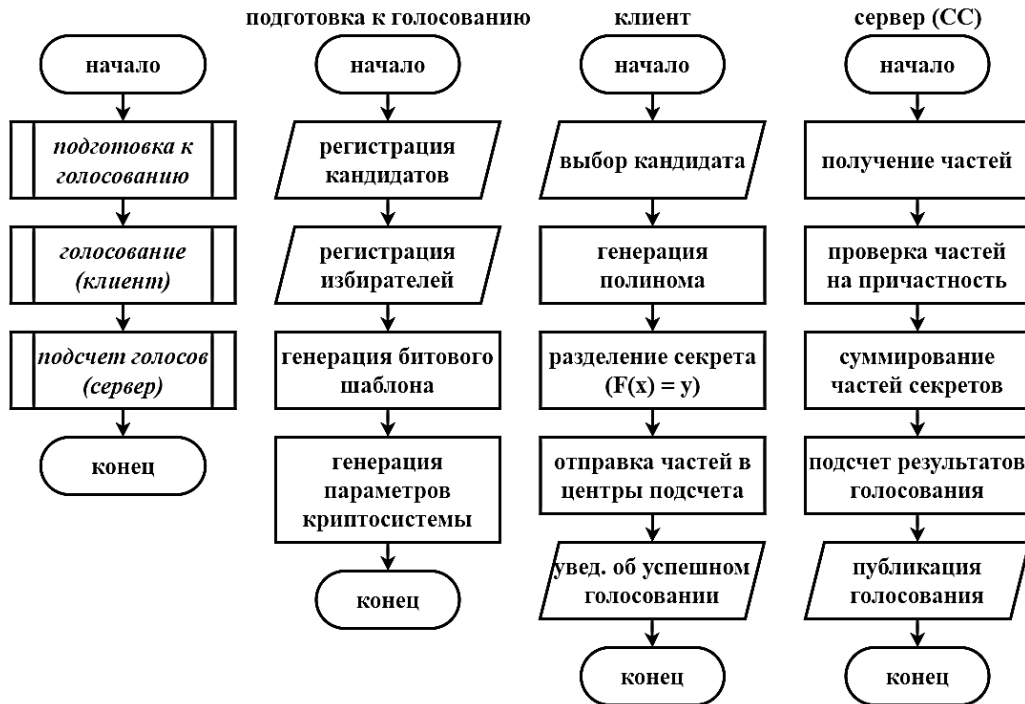 подготовка к голосованию
клиент
сервер (СС)
начало
подготовка к
голосованию
голосование
(клиент)
подсчет голосов
(сервер)
конец
начало
регистрация
кандидатов
регистрация
избирателей
генерация битового
шаблона
генерация
параметров
криптосистемы
конец
начало
выбор кандидата
генерация
полинома
разделение секрета
(F(x) = y)
отправка частей в
центры подсчета
увед. об успешном
голосовании
конец
начало
получение частей
проверка частей
на причастность
суммирование
частей секретов
подсчет результатов
голосования
публикация
голосования
конец